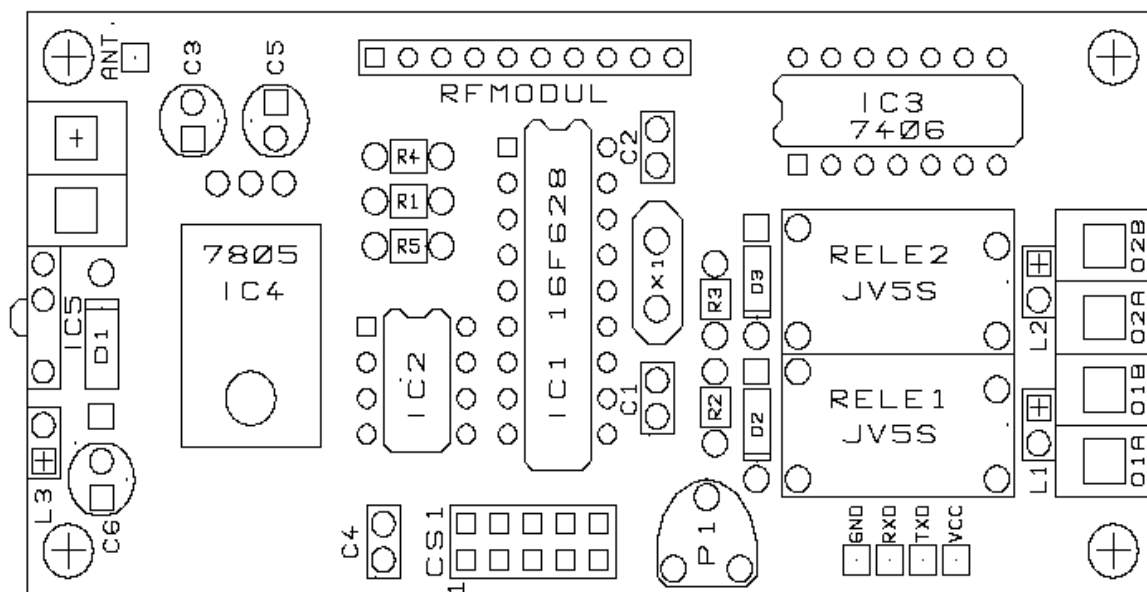 ANT.
C3
C5
RFMODUL
IC3
7406
+
R4
R1
R5
C2
IC1 16F628
X1
7805
IC4
IC5
D1
IC2
R3
D3
RELE2
JV5S
+
L2
O2B
O2A
C1
R2
D2
RELE1
JV5S
+
L1
O1B
O1A
+
L3
C6
C4
CS1
1
P1
GND
RXD
TXD
VCC